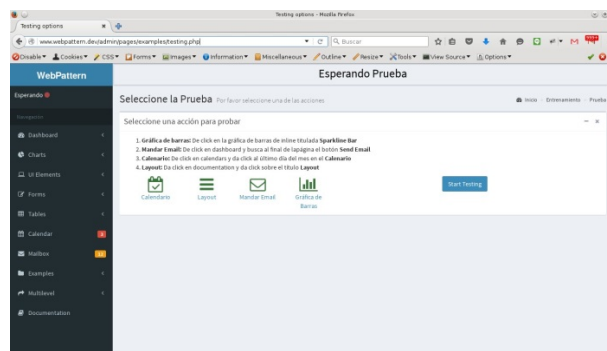 Testing options - Mozilla Firefox
Testing options
www.webpattern.dev/admin/pages/examples/testing.php
Buscar
Disable Cookies CSS Forms Images Information Miscellaneous Outline Resize Tools View Source Options
WebPattern
Esperando Prueba
Esperando
Seleccione la Prueba Por favor seleccione una de las acciones
Inicio Entrenamiento Prueba
Navigation
Seleccione una acción para probar
Dashboard
Charts
UI Elements
Forms
Tables
Calendar
Mailbox
Examples
Multilevel
Documentation
1. Gráfica de barras: De click en la gráfica de barras de inline titulada Sparkline Bar
2. Mandar Email: De click en dashboard y busca al final de lapágina el botón Send Email
3. Calenario: De click en calendars y da click al último día del mes en el Calenario
4. Layout: Da click en documentation y da click sobre el título Layout
Calendario
Layout
Mandar Email
Gráfica de Barras
Start Testing